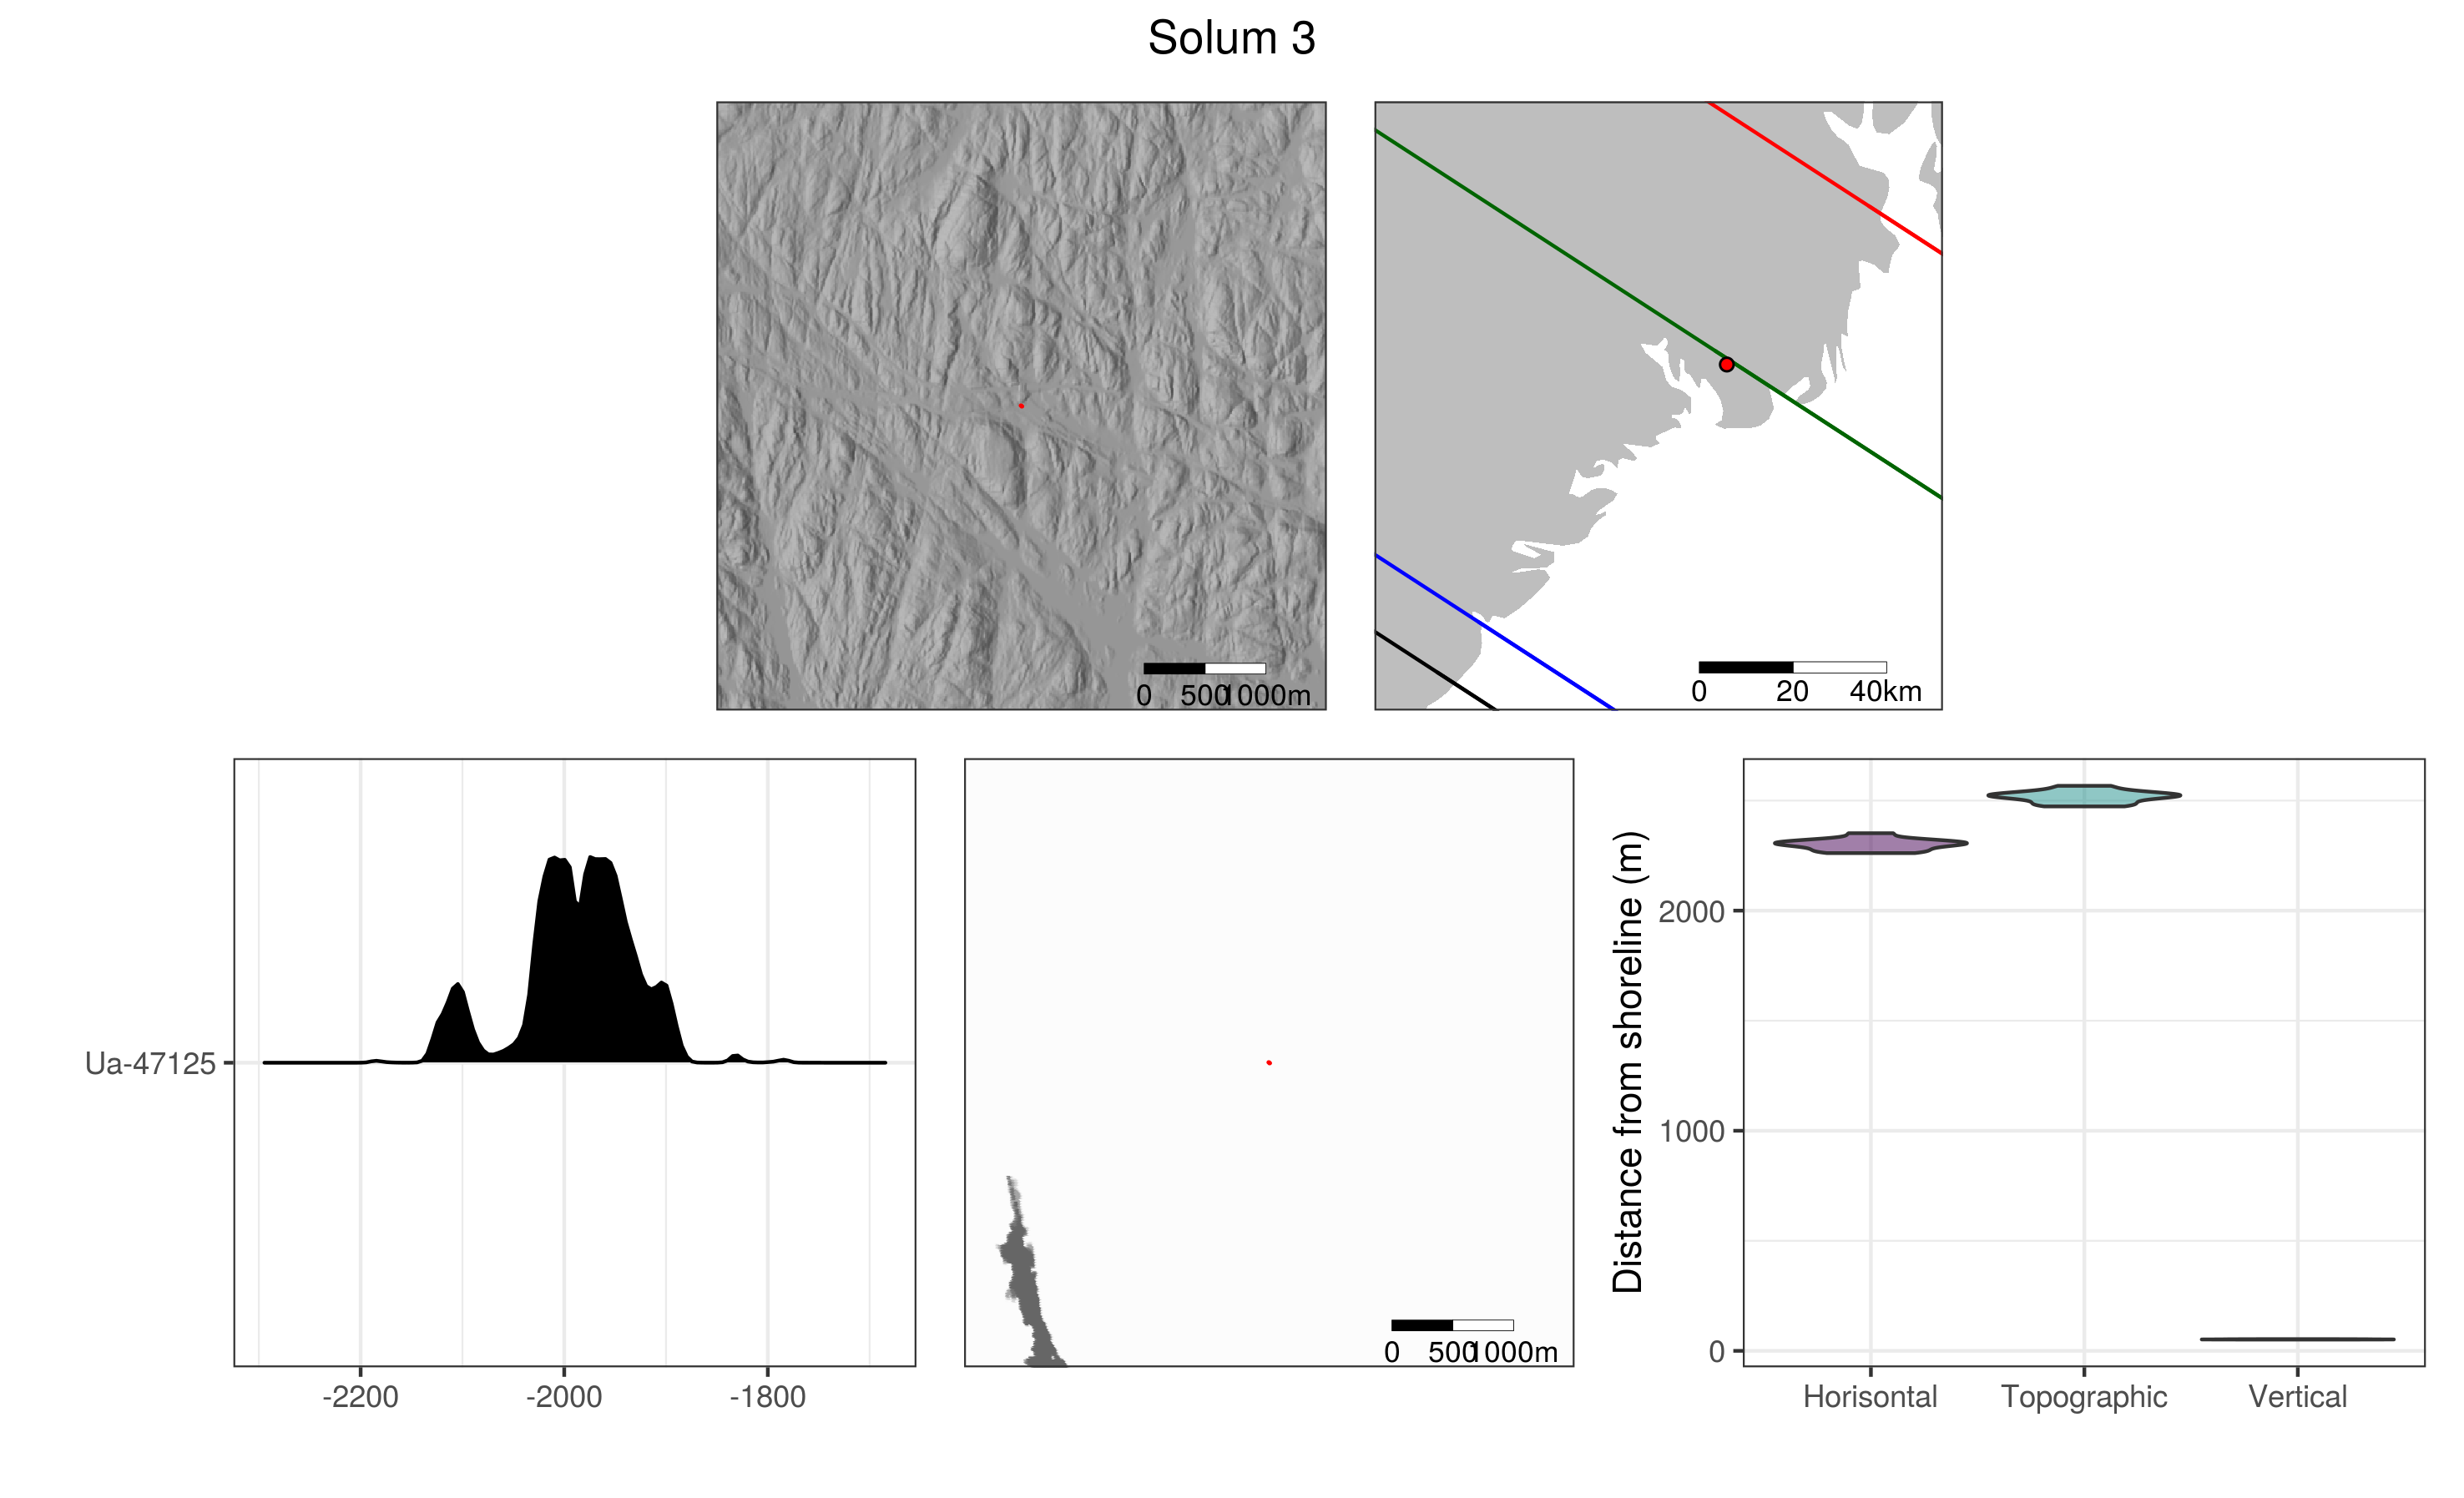 Solum 3
0 500 1000m
0 20 40km
Ua-47125
-2200 -2000 -1800
0 500 1000m
Distance from shoreline (m)
2000
1000
0
Horisontal Topographic Vertical